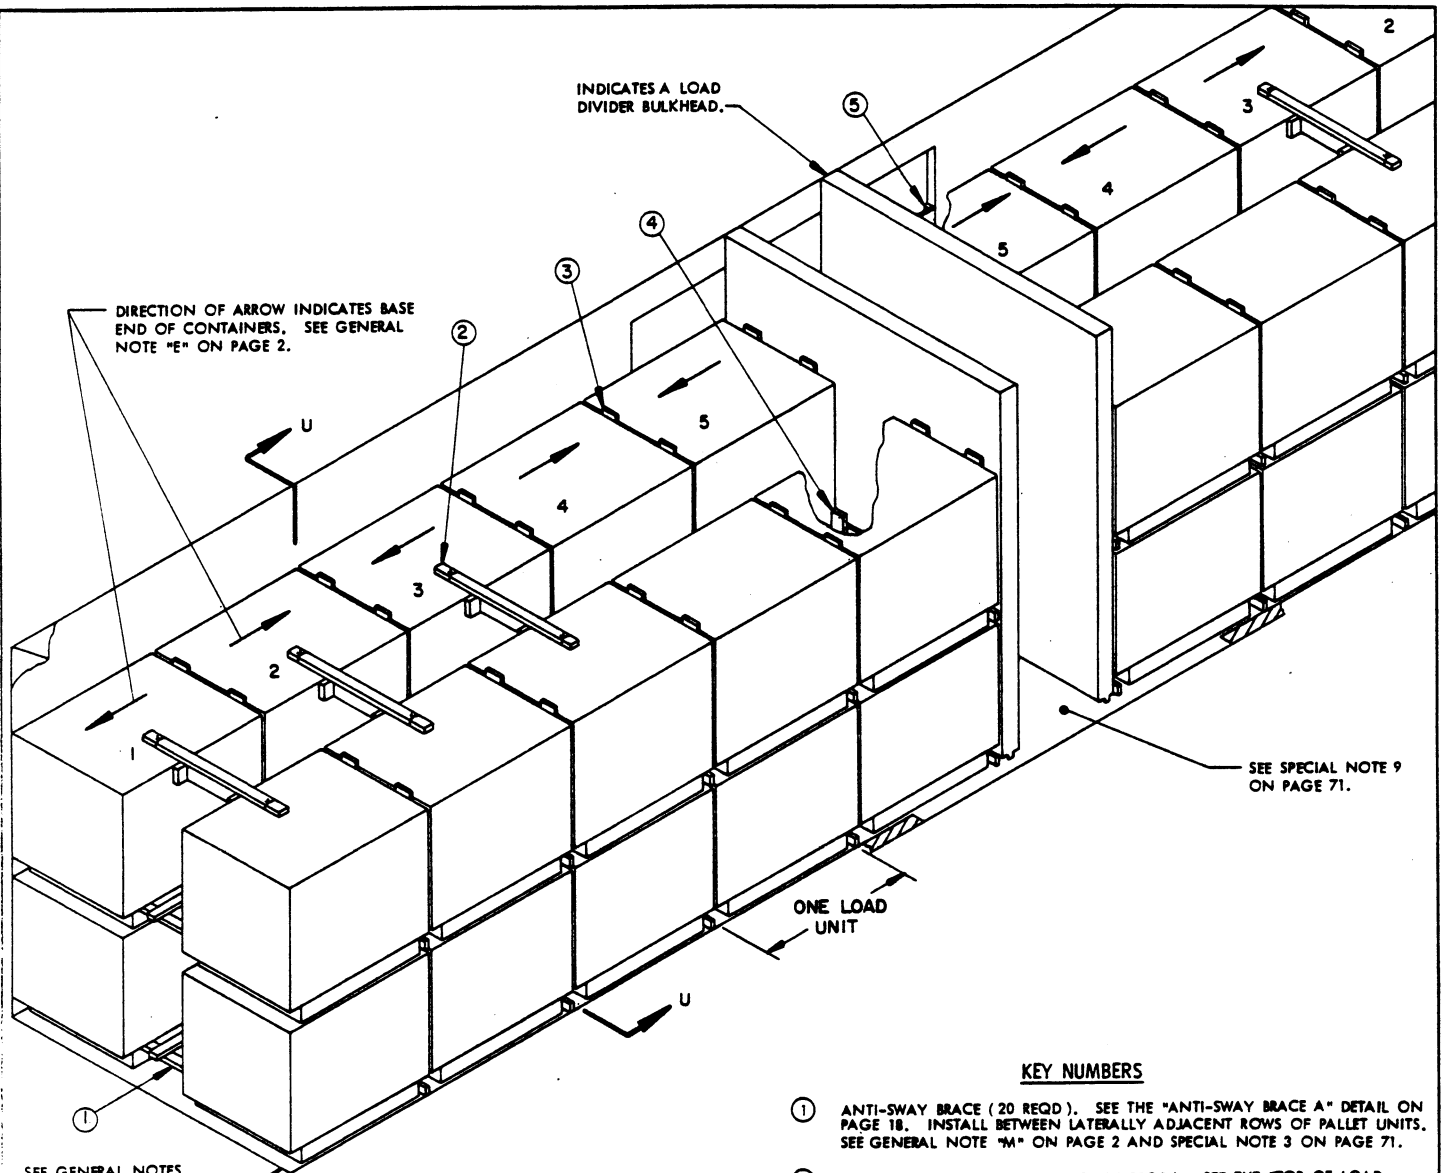 INDICATES A LOAD
DIVIDER BULKHEAD.
5
2
3
4
5
4
3
2
DIRECTION OF ARROW INDICATES BASE
END OF CONTAINERS. SEE GENERAL
NOTE "E" ON PAGE 2.
U
5
4
3
2
1
SEE SPECIAL NOTE 9
ON PAGE 71.
ONE LOAD
UNIT
U
1
KEY NUMBERS
1 ANTI-SWAY BRACE (20 REQD). SEE THE "ANTI-SWAY BRACE A" DETAIL ON
PAGE 18. INSTALL BETWEEN LATERALLY ADJACENT ROWS OF PALLET UNITS.
SEE GENERAL NOTE "M" ON PAGE 2 AND SPECIAL NOTE 3 ON PAGE 71.
SEE GENERAL NOTES